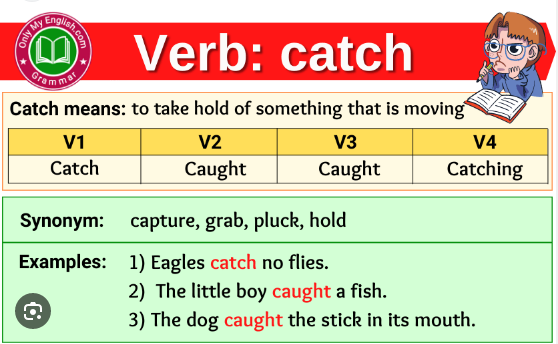 Only My English.com
Grammar
Verb: catch
Catch means: to take hold of something that is moving
V1 V2 V3 V4
Catch Caught Caught Catching
Synonym: capture, grab, pluck, hold
Examples: 1) Eagles catch no flies.
2) The little boy caught a fish.
3) The dog caught the stick in its mouth.